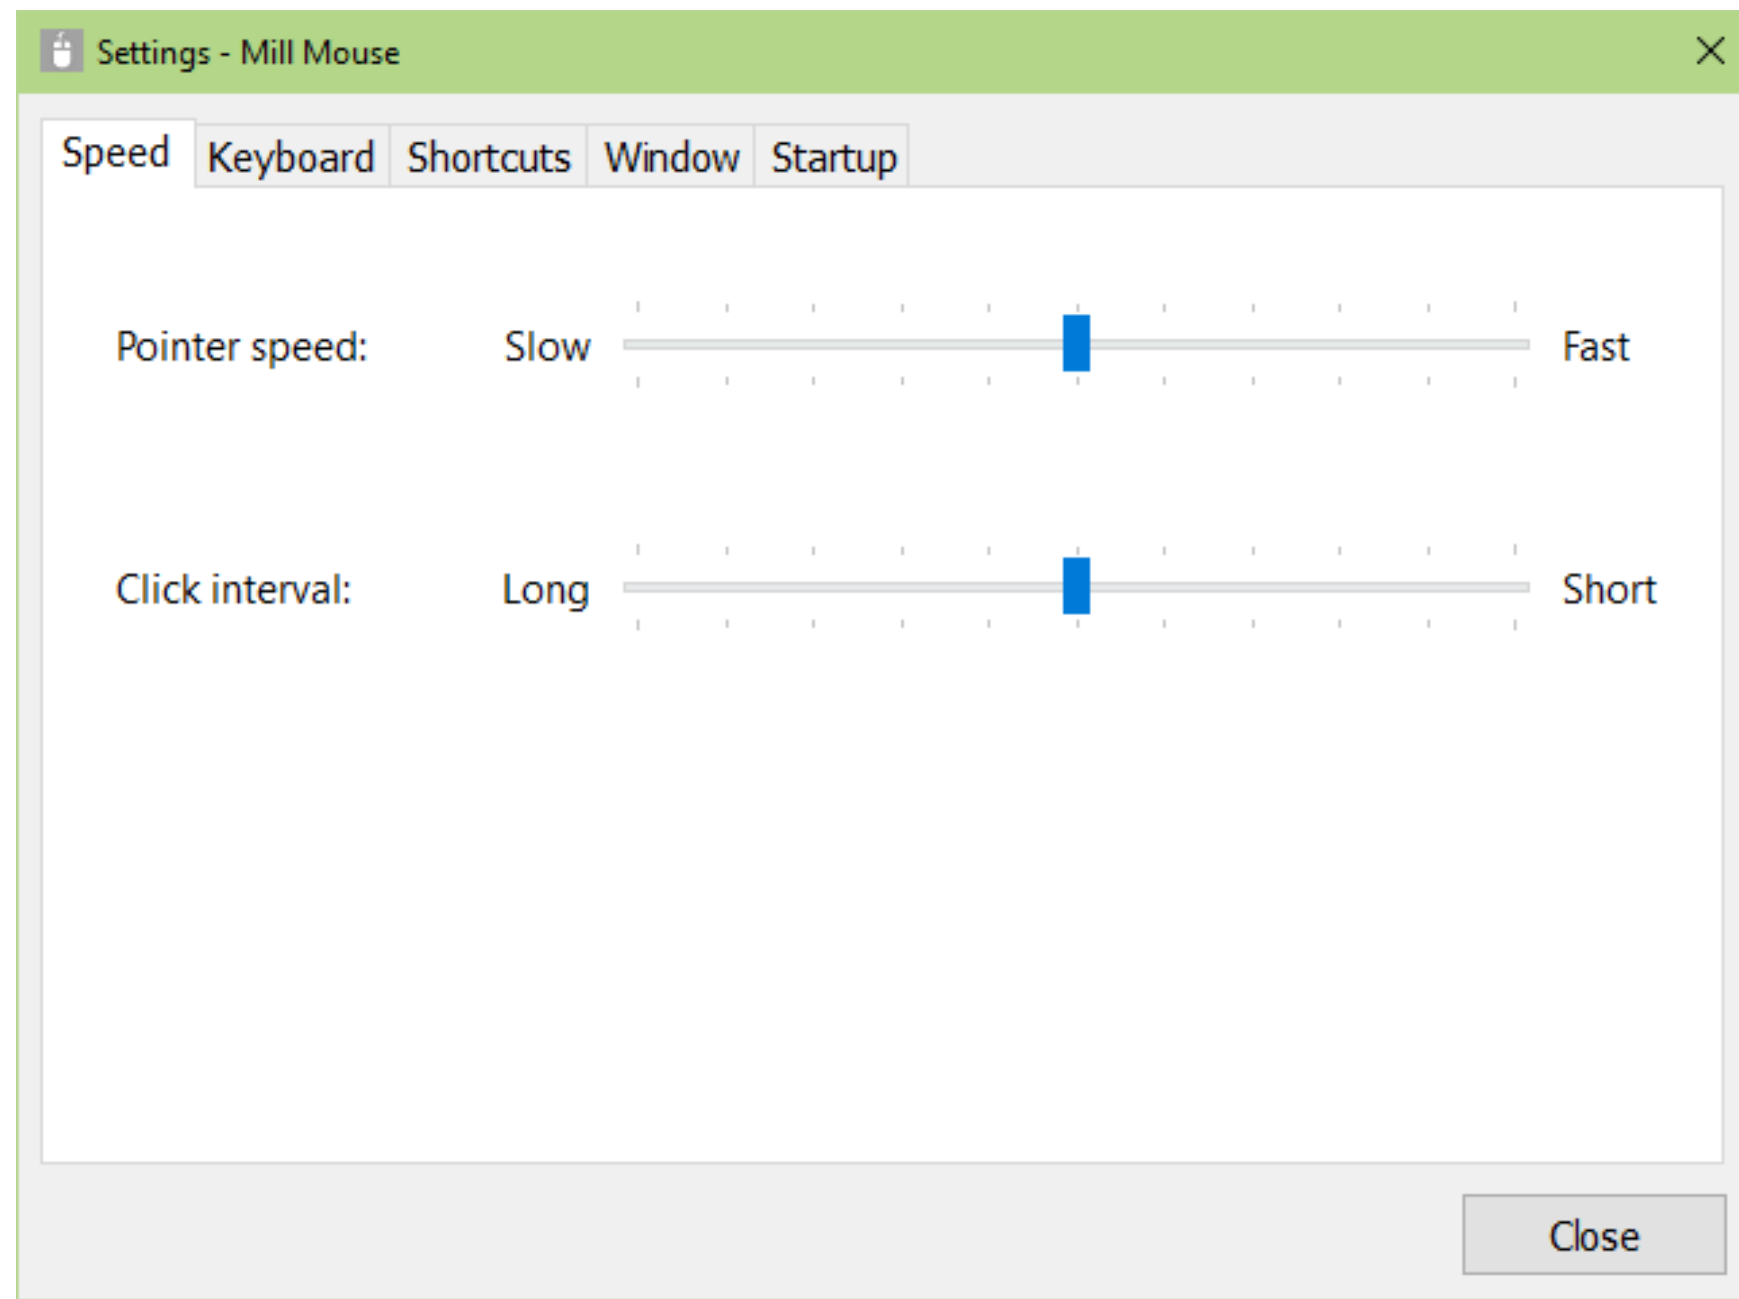 Settings - Mill Mouse
Speed Keyboard Shortcuts Window Startup
Pointer speed: Slow Fast
Click interval: Long Short
Close